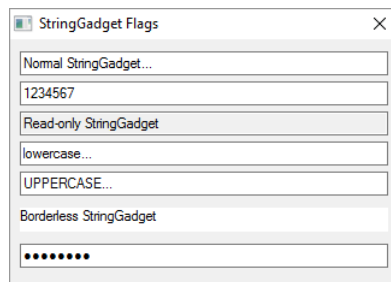 StringGadget Flags
Normal StringGadget...
1234567
Read-only StringGadget
lowercase...
UPPERCASE...
Borderless StringGadget
●●●●●●●●